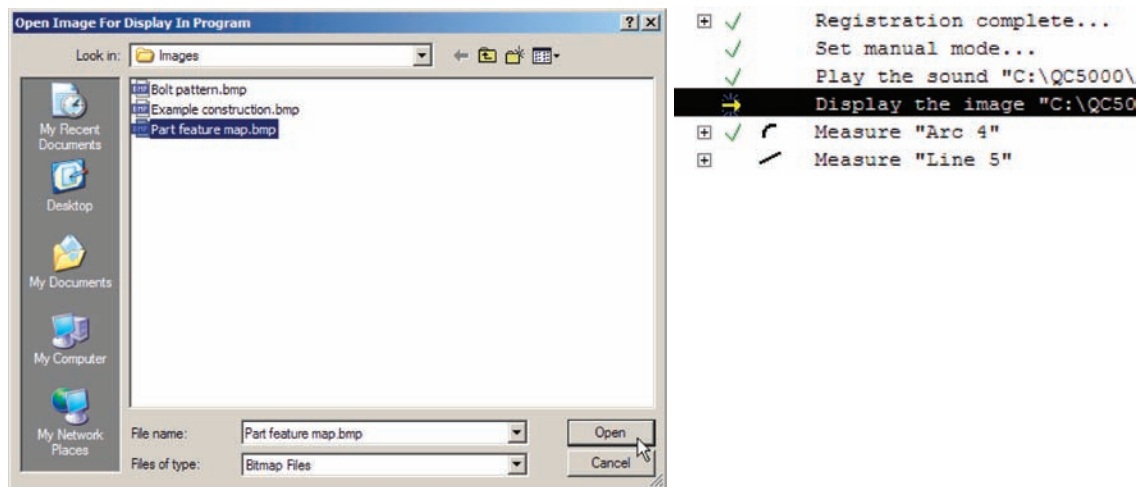 Open Image For Display In Program
Look in: Images
My Recent
Documents
Desktop
My Documents
My Computer
My Network
Places
Bolt pattern.bmp
Example construction.bmp
Part feature map.bmp
File name: Part feature map.bmp Open
Files of type: Bitmap Files Cancel
Registration complete...
Set manual mode...
Play the sound "C:\QC5000\
Display the image "C:\QC50
Measure "Arc 4"
Measure "Line 5"